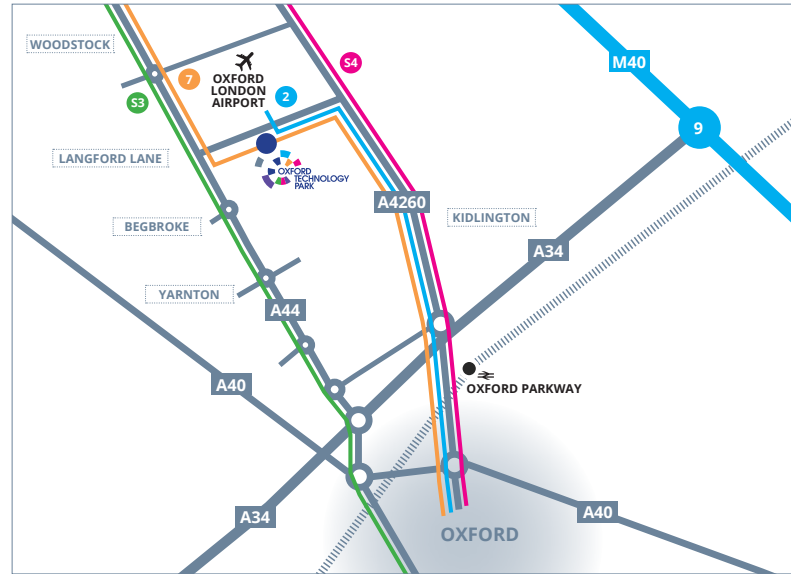 WOODSTOCK
S4
M40
7
OXFORD
LONDON
AIRPORT
2
S3
9
LANGFORD LANE
OXFORD
TECHNOLOGY
PARK
A4260
KIDLINGTON
BEGBROKE
A34
YARNTON
A44
A40
OXFORD PARKWAY
A34
A40
OXFORD